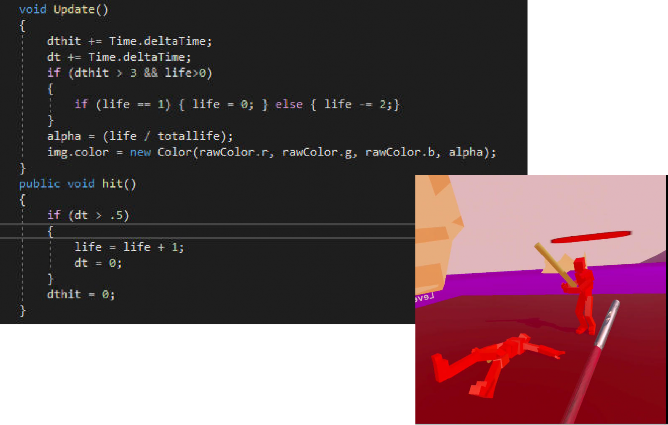 void Update()
{
dthit += Time.deltaTime;
dt += Time.deltaTime;
if (dthit > 3 && life>0)
{
if (life == 1) { life = 0; } else { life -= 2;}
}
alpha = (life / totallife);
img.color = new Color(rawColor.r, rawColor.g, rawColor.b, alpha);
}
public void hit()
{
if (dt > .5)
{
life = life + 1;
dt = 0;
}
dthit = 0;
}